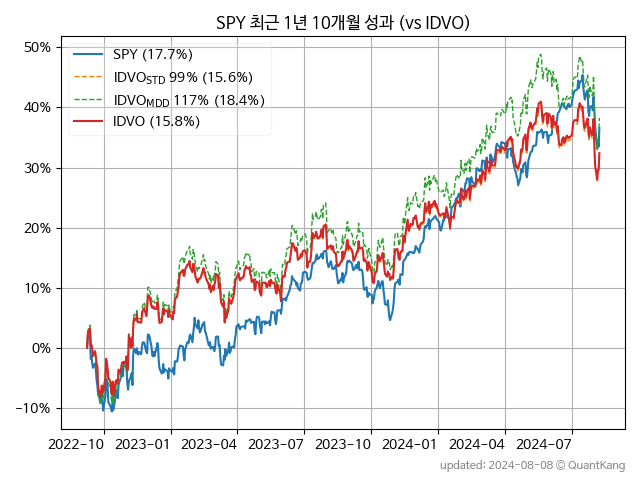 SPY 최근 1년 10개월 성과 (vs IDVO)
SPY (17.7%)
IDVO_STD 99% (15.6%)
IDVO_MDD 117% (18.4%)
IDVO (15.8%)
50%
40%
30%
20%
10%
0%
−10%
2022−10 2023−01 2023−04 2023−07 2023−10 2024−01 2024−04 2024−07
updated: 2024-08-08 © QuantKang